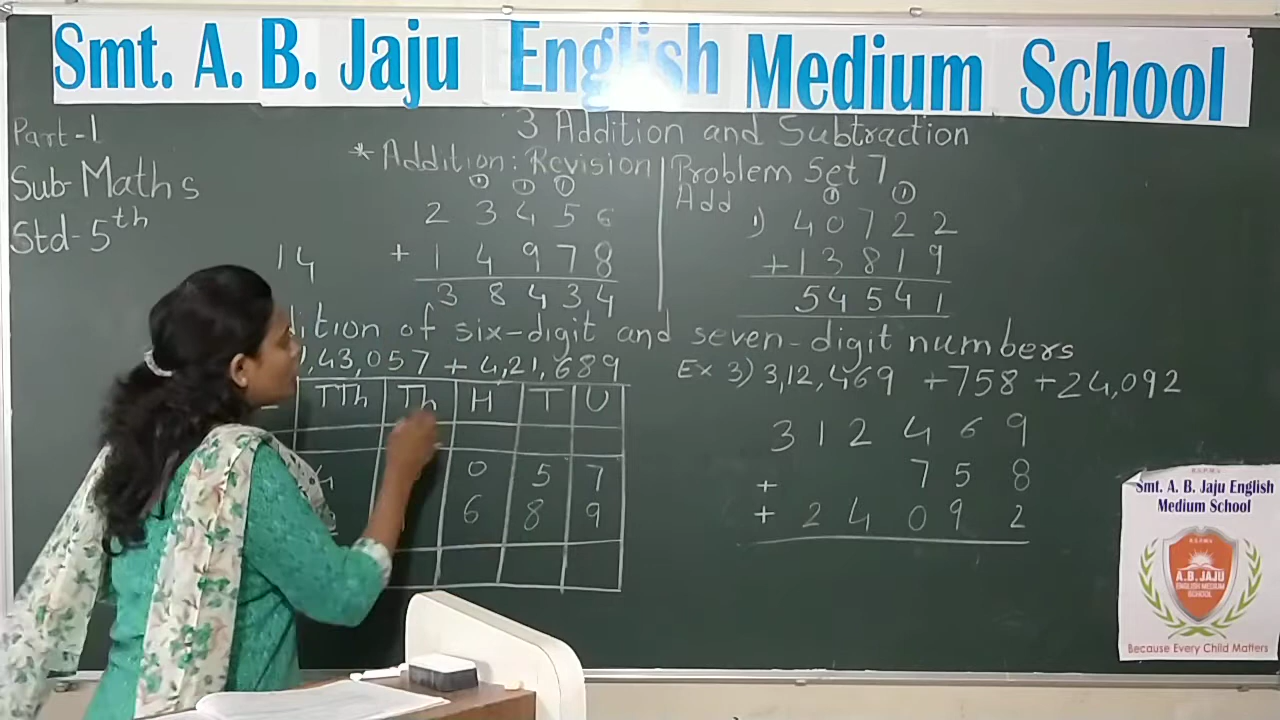 Smt. A. B. Jaju English Medium School
Part-1
Sub-Maths
Std-5th
3 Addition and Subtraction
* Addition: Revision
1 1 1
2 3 4 5 6
+ 1 4 9 7 8
3 8 4 3 4
14
Problem Set 7
Add
1 1
1) 4 0 7 2 2
+ 1 3 8 1 9
5 4 5 4 1
dition of six-digit and seven-digit numbers
1,43,057 + 4,21,689
TTh Th H T U
4 0 5 7
6 8 9
Ex 3) 3,12,469 + 758 + 24,092
3 1 2 4 6 9
+ 7 5 8
+ 2 4 0 9 2
Smt. A. B. Jaju English
Medium School
A.B. JAJU
ENGLISH MEDIUM
SCHOOL
Because Every Child Matters